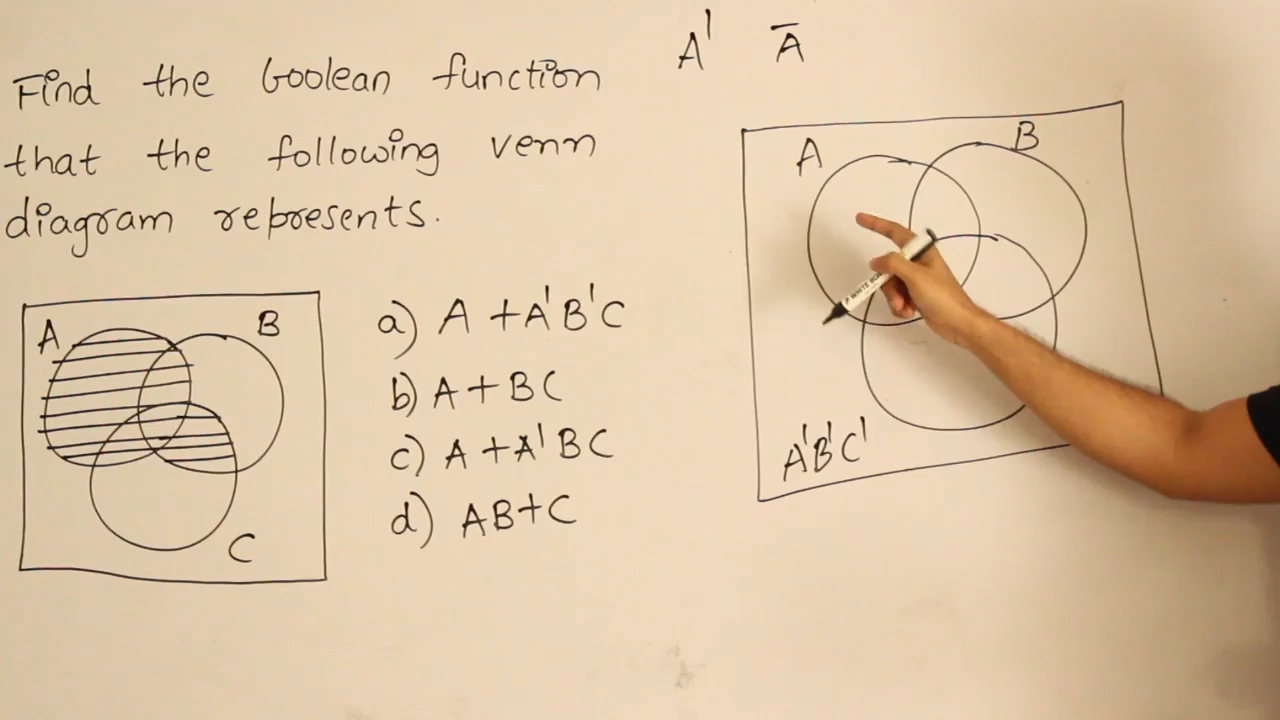 Find the boolean function
that the following venn
diagram represents.
A
B
C
a) A + A'B'C
b) A + BC
c) A + A'BC
d) AB+C
A' A̅
A
B
A'B'C'